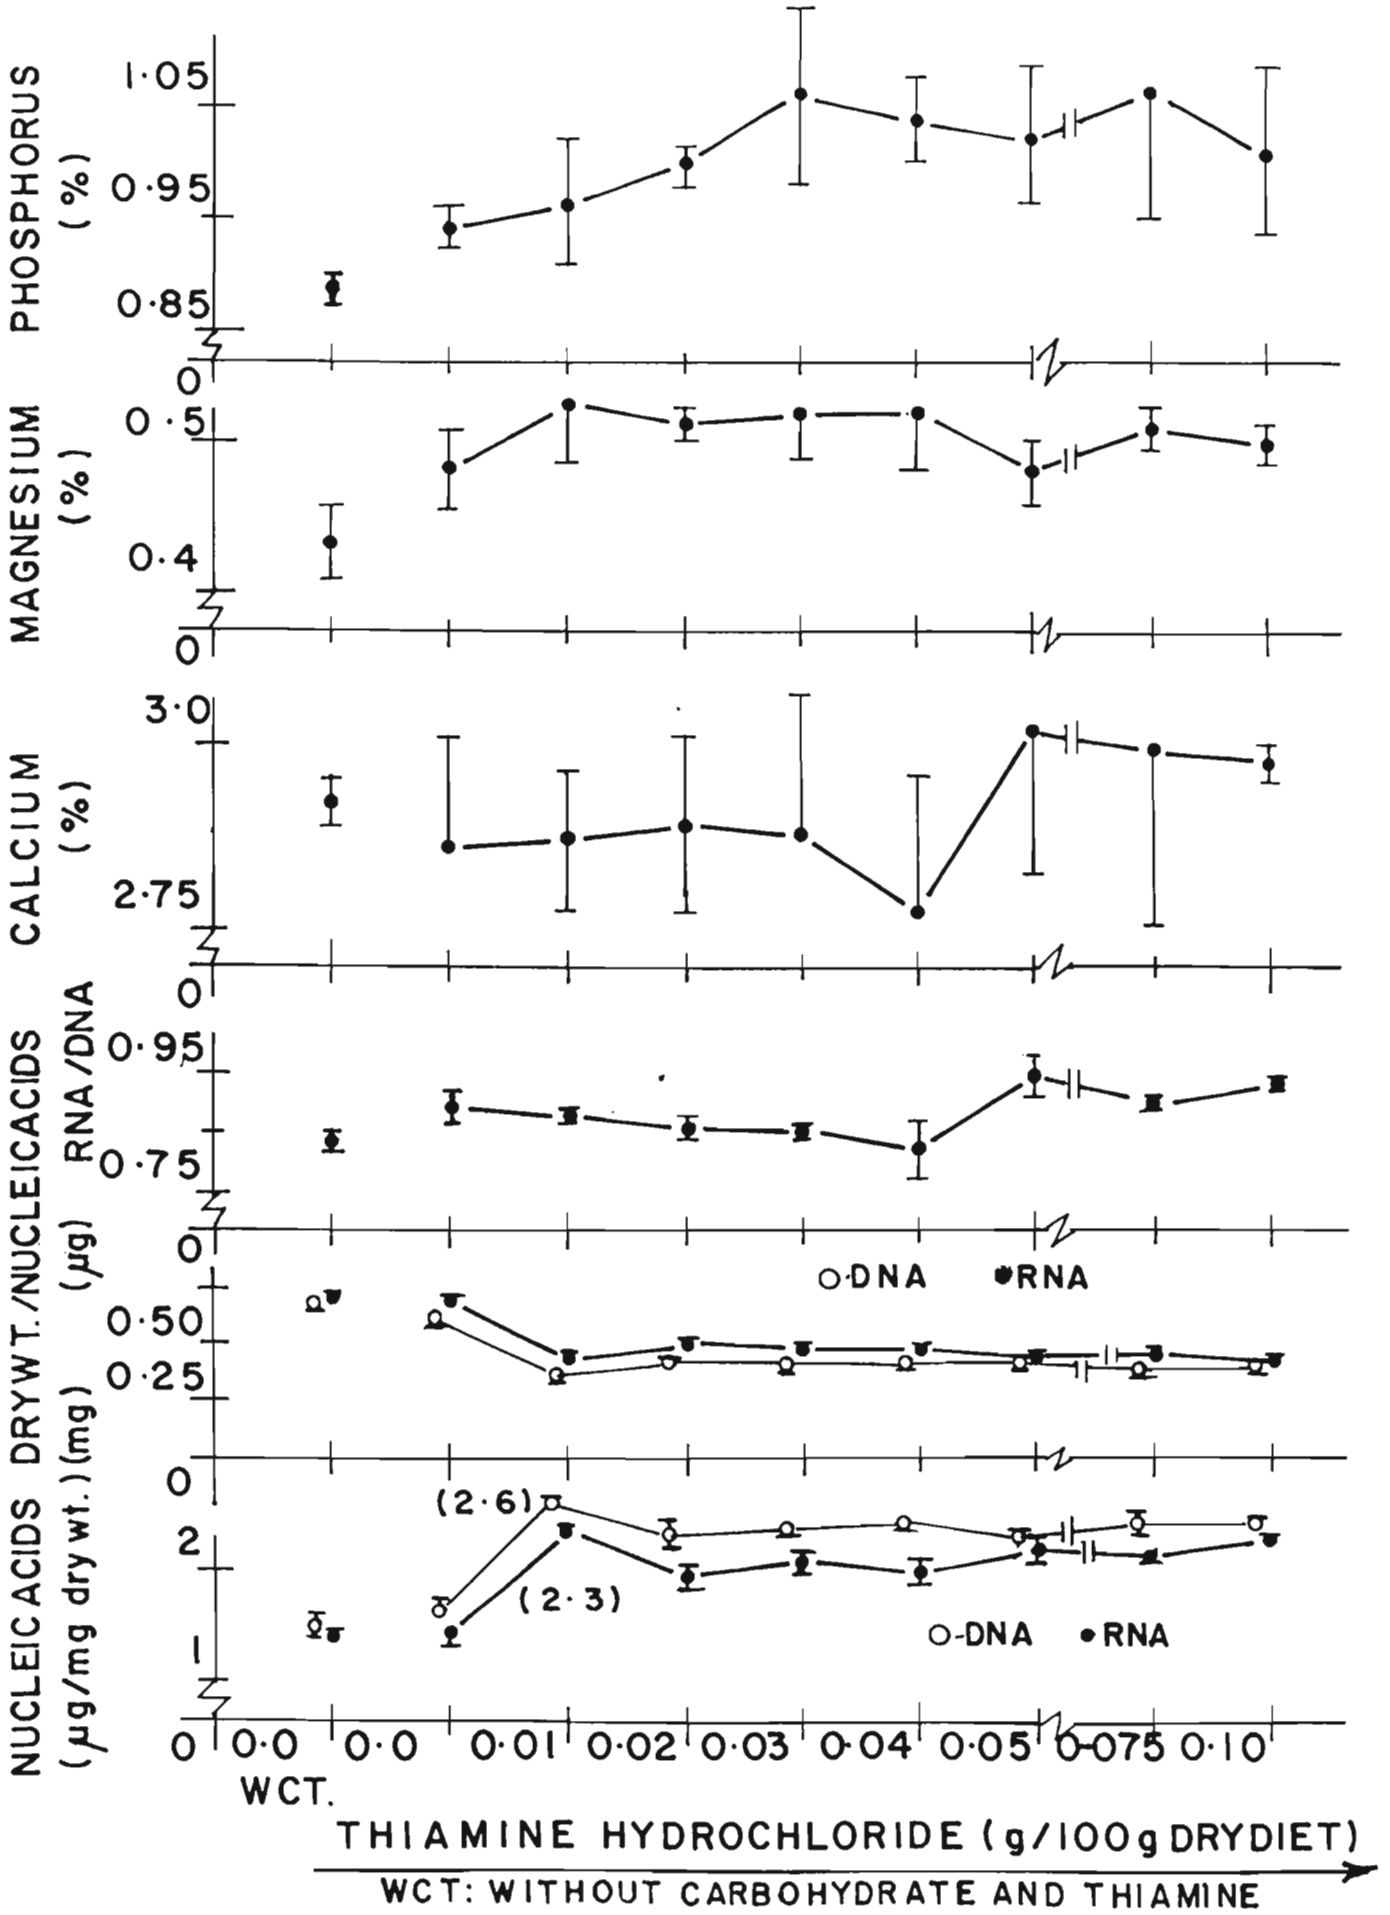 PHOSPHORUS
(%)
1·05
0·95
0·85
0
MAGNESIUM
(%)
0·5
0·4
0
CALCIUM
(%)
3·0
2·75
0
RNA/DNA
0·95
0·75
0
DRYWT./NUCLEICACIDS
(mg) (µg)
0·50
0·25
0
O·DNA ●RNA
NUCLEIC ACIDS
(µg/mg dry wt.)
2
1
0
(2·6)
(2·3)
O-DNA ●RNA
0·0 0·0 0·01 0·02 0·03 0·04 0·05 0·075 0·10
WCT.
THIAMINE HYDROCHLORIDE (g/100g DRYDIET)
WCT: WITHOUT CARBOHYDRATE AND THIAMINE